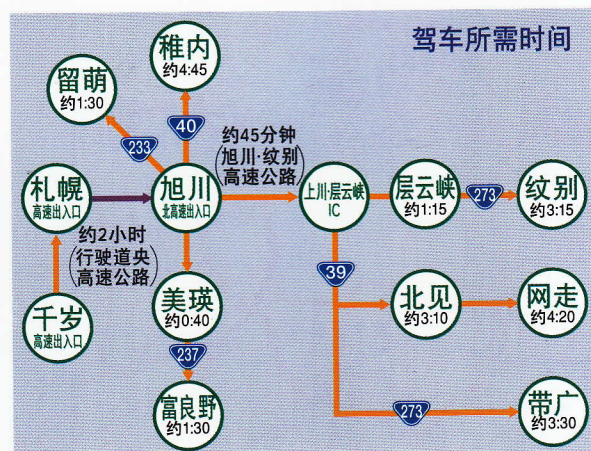 驾车所需时间
稚内
约4:45
留萌
约1:30
40
233
约45分钟
(旭川·纹别
高速公路)
札幌
高速出入口
旭川
北高速出入口
上川·层云峡
IC
层云峡
约1:15
273
纹别
约3:15
约2小时
(行驶道央
高速公路)
39
千岁
高速出入口
美瑛
约0:40
北见
约3:10
网走
约4:20
237
富良野
约1:30
273
带广
约3:30